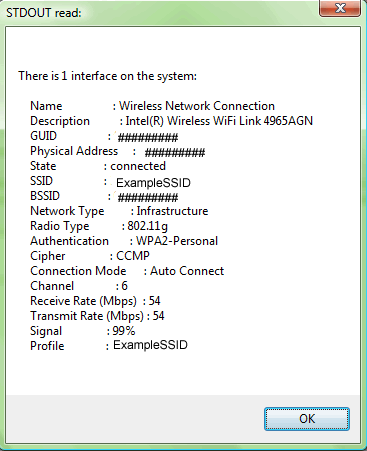 STDOUT read:
There is 1 interface on the system:
Name : Wireless Network Connection
Description : Intel(R) Wireless WiFi Link 4965AGN
GUID : #########
Physical Address : #########
State : connected
SSID : ExampleSSID
BSSID : #########
Network Type : Infrastructure
Radio Type : 802.11g
Authentication : WPA2-Personal
Cipher : CCMP
Connection Mode : Auto Connect
Channel : 6
Receive Rate (Mbps) : 54
Transmit Rate (Mbps) : 54
Signal : 99%
Profile : ExampleSSID
OK